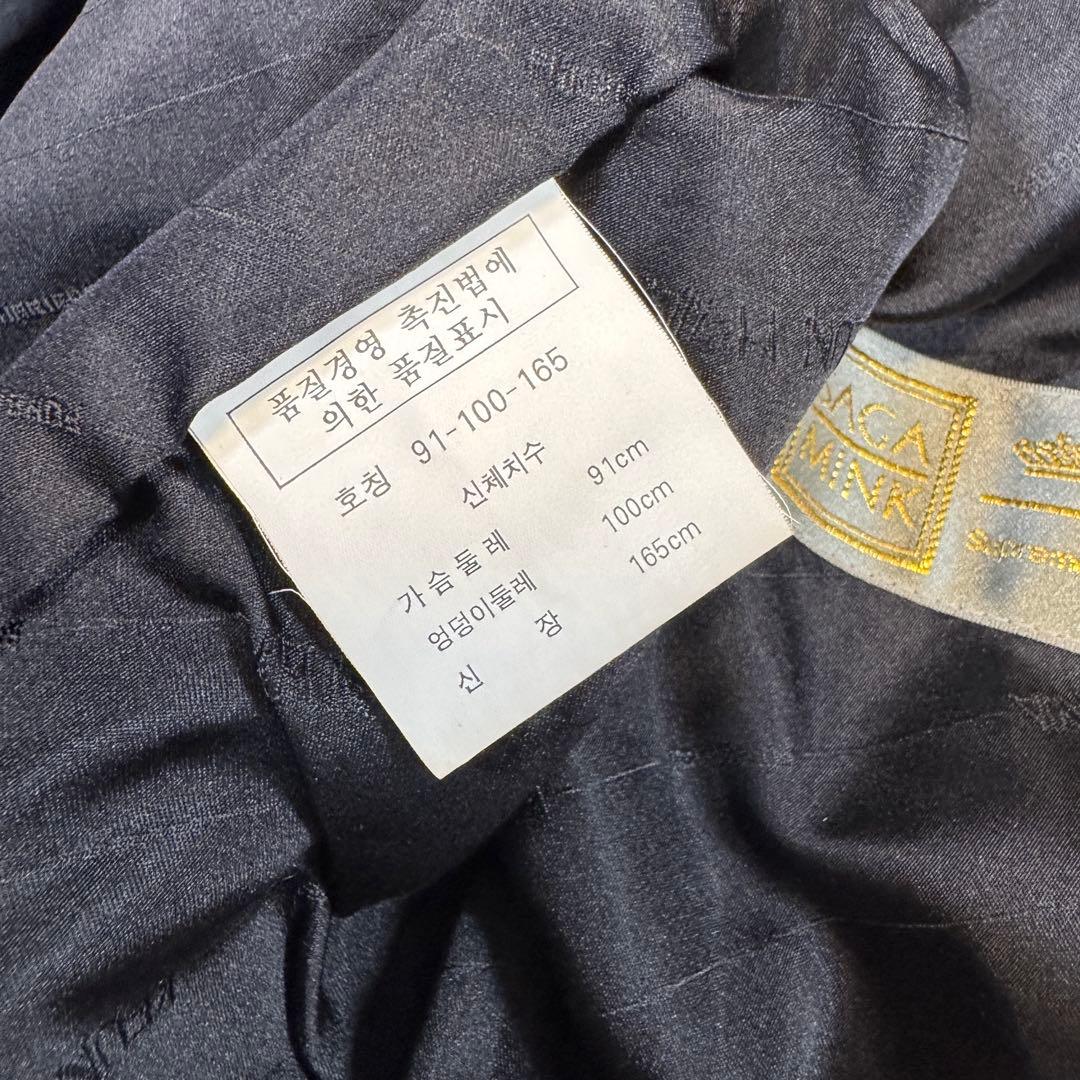 품질경영 촉진법에
의한 품질표시
호칭 91-100-165
신체치수
가슴둘레 91cm
엉덩이둘레 100cm
신 장 165cm
SAGA
MINK